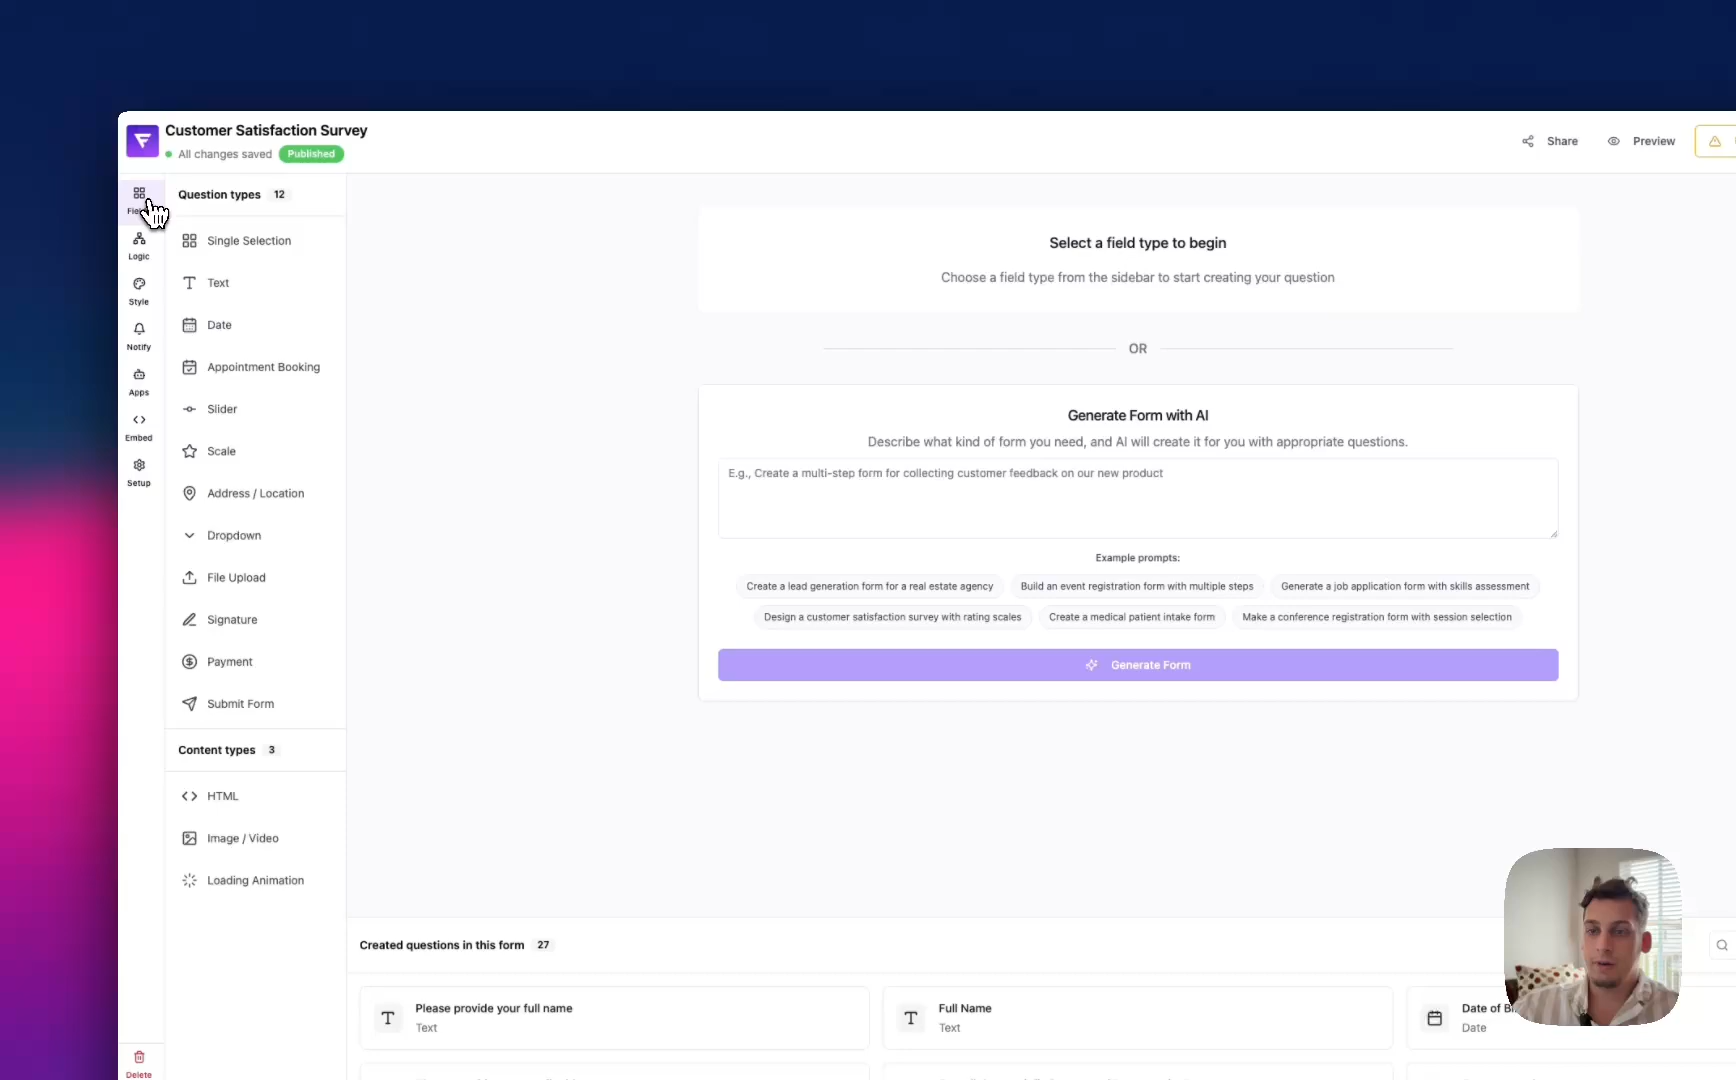 Customer Satisfaction Survey
All changes saved Published
Share
Preview
Logic
Style
Notify
Apps
Embed
Setup
Delete
Question types 12
Single Selection
Text
Date
Appointment Booking
Slider
Scale
Address / Location
Dropdown
File Upload
Signature
Payment
Submit Form
Content types 3
HTML
Image / Video
Loading Animation
Select a field type to begin
Choose a field type from the sidebar to start creating your question
OR
Generate Form with AI
Describe what kind of form you need, and AI will create it for you with appropriate questions.
E.g., Create a multi-step form for collecting customer feedback on our new product
Example prompts:
Create a lead generation form for a real estate agency Build an event registration form with multiple steps Generate a job application form with skills assessment
Design a customer satisfaction survey with rating scales Create a medical patient intake form Make a conference registration form with session selection
Generate Form
Created questions in this form 27
Please provide your full name
Text
Full Name
Text
Date of
Date